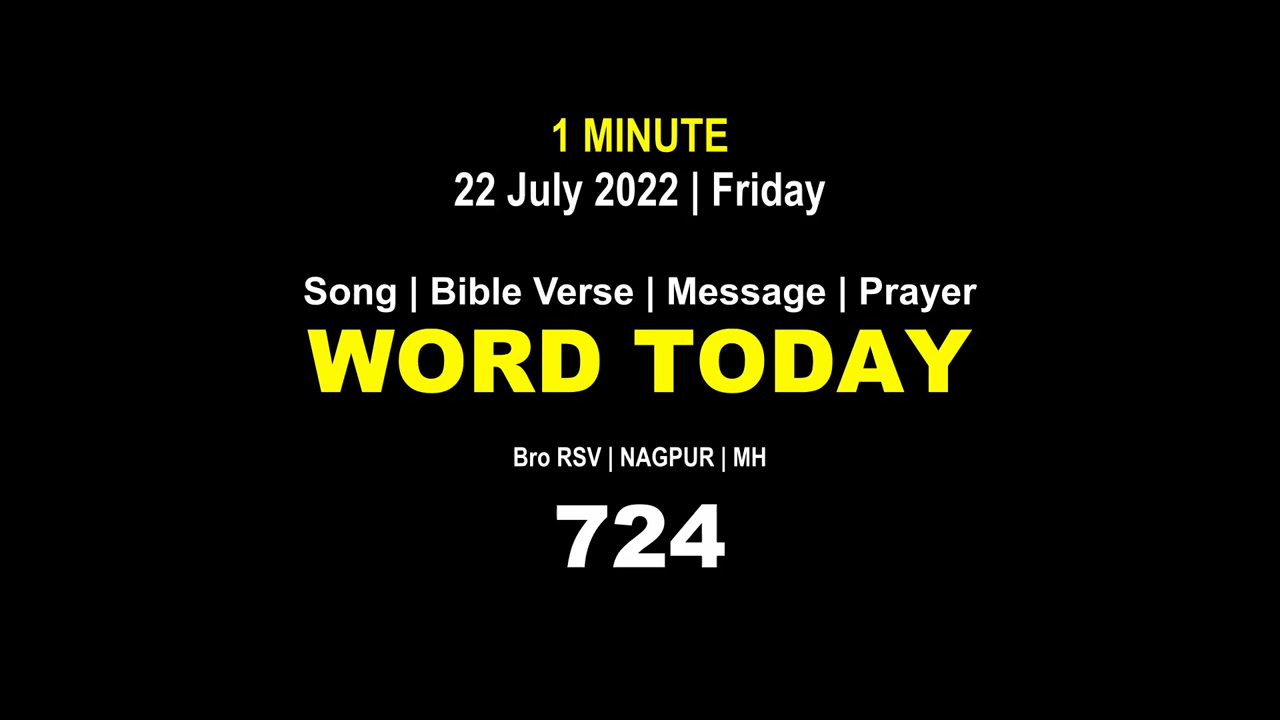 1 MINUTE
22 July 2022 | Friday
Song | Bible Verse | Message | Prayer
WORD TODAY
Bro RSV | NAGPUR | MH
724